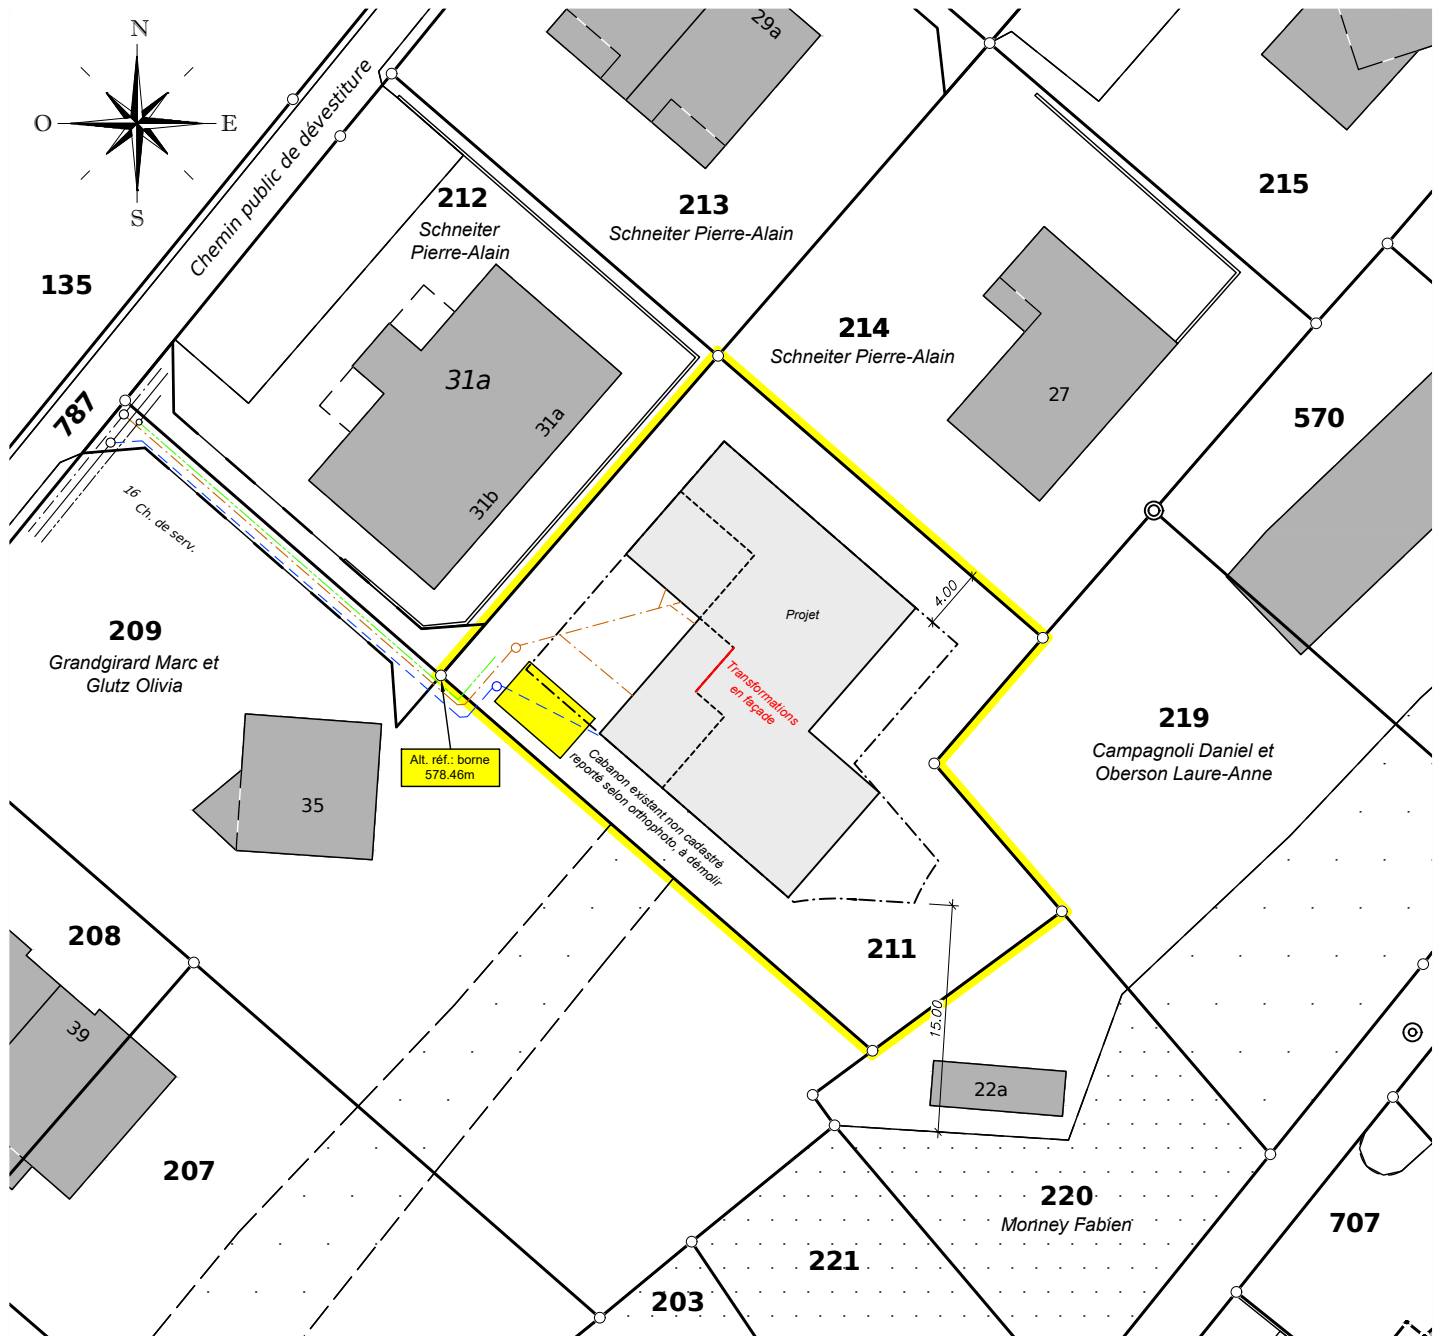 N
O
E
S
Chemin public de dévestiture
29a
212
Schneiter
Pierre-Alain
213
Schneiter Pierre-Alain
215
135
214
Schneiter Pierre-Alain
31a
31a
31b
27
787
570
16
Ch. de serv.
4.00
Projet
209
Grandgirard Marc et
Glutz Olivia
Transformations
en façade
219
Campagnoli Daniel et
Oberson Laure-Anne
Alt. réf.: borne
578.46m
35
Cabanon existant non cadastré
reporté selon orthophoto, à démolir
208
211
39
15.00
22a
207
220
Monney Fabien
707
221
203